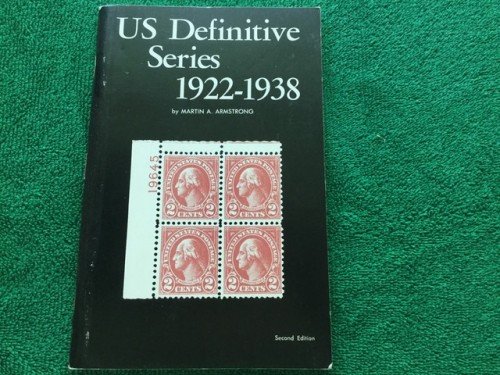 US Definitive
Series
1922-1938
by MARTIN A. ARMSTRONG
19645
UNITED STATES POSTAGE
UNITED STATES POSTAGE
2 CENTS 2
2 CENTS 2
UNITED STATES POSTAGE
UNITED STATES POSTAGE
2 CENTS 2
2 CENTS 2
Second Edition